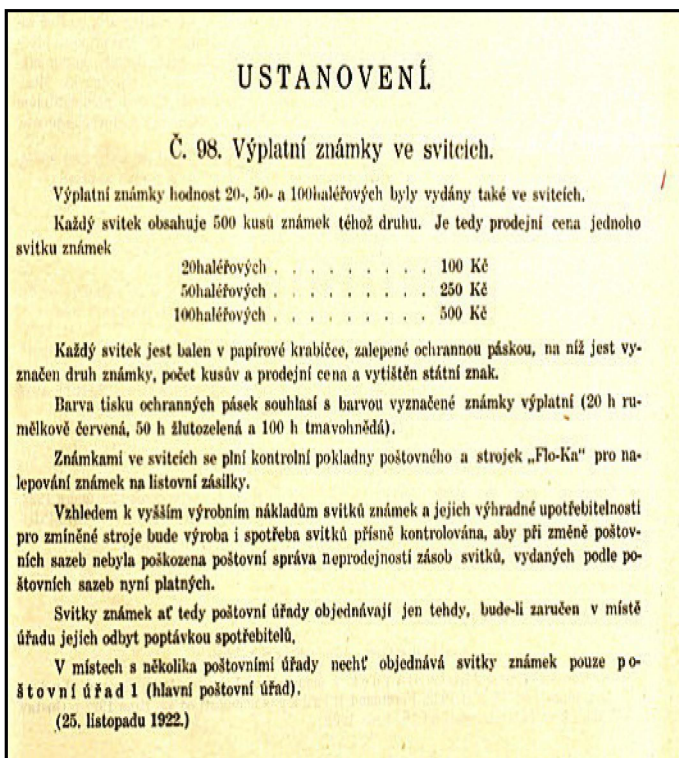 USTANOVENÍ.
Č. 98. Výplatní známky ve svitcích.
Výplatní známky hodnost 20-, 50- a 100haléřových byly vydány také ve svitcích.
Každý svitek obsahuje 500 kusů známek téhož druhu. Je tedy prodejní cena jednoho
svitku známek
20haléřových . . . . . . . . . 100 Kč
50haléřových . . . . . . . . . 250 Kč
100haléřových . . . . . . . . . 500 Kč
Každý svitek jest balen v papírové krabičce, zalepené ochrannou páskou, na níž jest vy-
značen druh známky, počet kusův a prodejní cena a vytištěn státní znak.
Barva tisku ochranných pásek souhlasí s barvou vyznačené známky výplatní (20 h ru-
mělkově červená, 50 h žlutozelená a 100 h tmavohnědá).
Známkami ve svitcích se plní kontrolní pokladny poštovného a strojek „Flo-Ka“ pro na-
lepování známek na listovní zásilky.
Vzhledem k vyšším výrobním nákladům svitků známek a jejich výhradné upotřebitelnosti
pro zmíněné stroje bude výroba i spotřeba svitků přísně kontrolována, aby při změně poštov-
ních sazeb nebyla poškozena poštovní správa neprodejností zásob svitků, vydaných podle po-
štovních sazeb nyní platných.
Svitky známek ať tedy poštovní úřady objednávají jen tehdy, bude-li zaručen v místě
úřadu jejich odbyt poptávkou spotřebitelů,
V místech s několika poštovními úřady nechť objednává svitky známek pouze po-
štovní úřad 1 (hlavní poštovní úřad).
(25. listopadu 1922.)